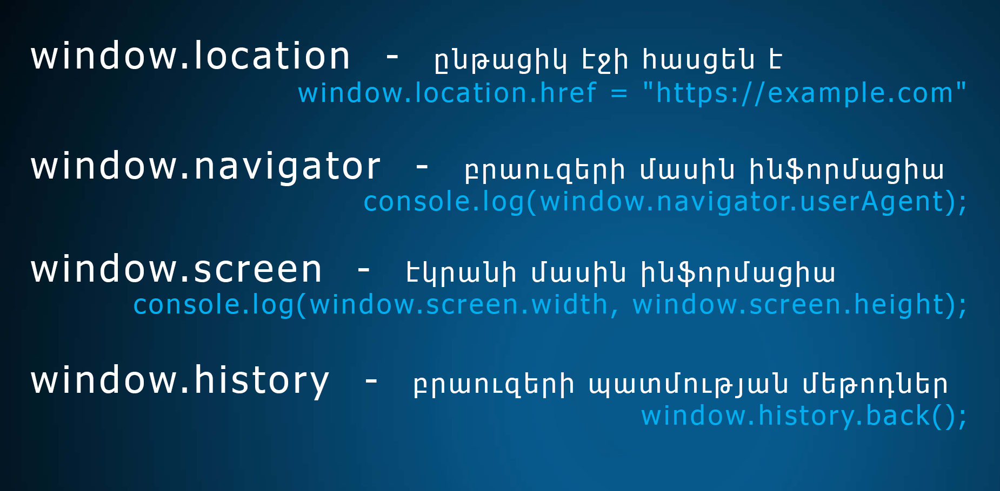 window.location - ընթացիկ էջի հասցեն է
window.location.href = "https://example.com"
window.navigator - բրաուզերի մասին ինֆորմացիա
console.log(window.navigator.userAgent);
window.screen - էկրանի մասին ինֆորմացիա
console.log(window.screen.width, window.screen.height);
window.history - բրաուզերի պատմության մեթոդներ
window.history.back();